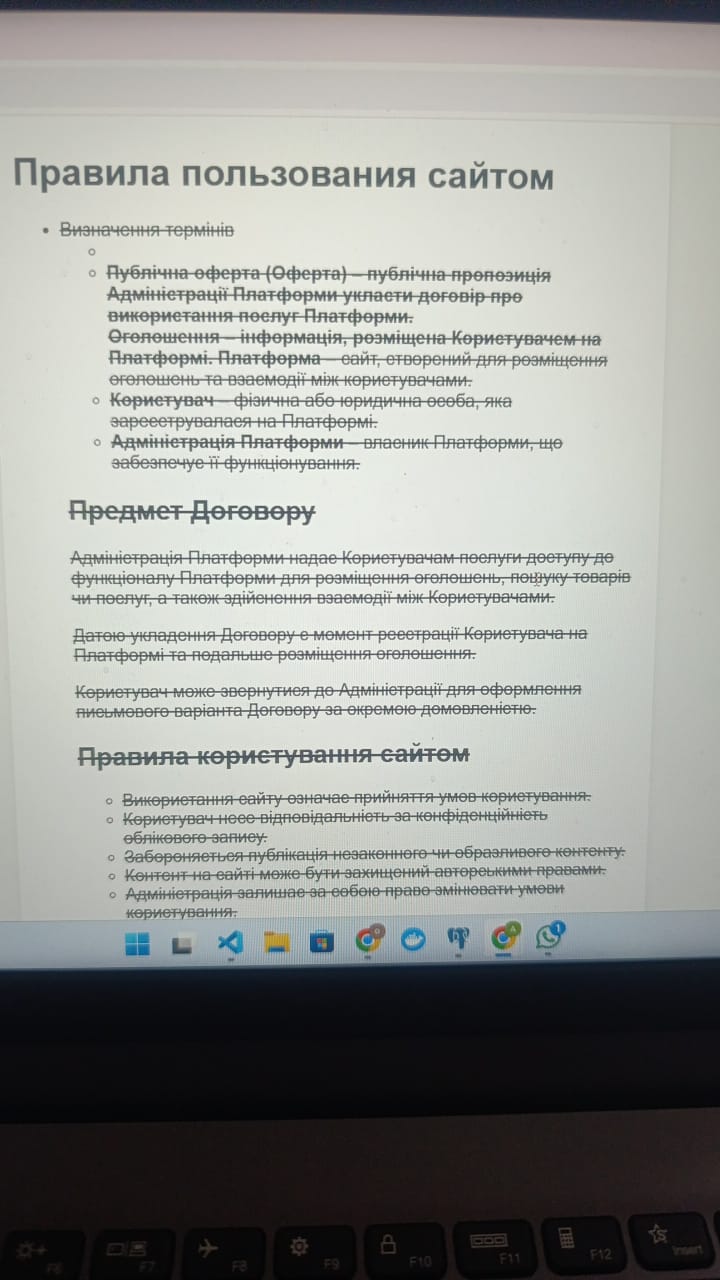 Правила пользования сайтом
Визначення термінів
Публічна оферта (Оферта) – публічна пропозиція
Адміністрації Платформи укласти договір про
використання послуг Платформи.
Оголошення – інформація, розміщена Користувачем на
Платформі. Платформа – сайт, створений для розміщення
оголошень та взаємодії між користувачами.
Користувач – фізична або юридична особа, яка
зареєструвалася на Платформі.
Адміністрація Платформи – власник Платформи, що
забезпечує її функціонування.
Предмет Договору
Адміністрація Платформи надає Користувачам послуги доступу до
функціоналу Платформи для розміщення оголошень, пошуку товарів
чи послуг, а також здійснення взаємодії між Користувачами.
Датою укладення Договору є момент реєстрації Користувача на
Платформі та подальше розміщення оголошення.
Користувач може звернутися до Адміністрації для оформлення
письмового варіанта Договору за окремою домовленістю.
Правила користування сайтом
Використання сайту означає прийняття умов користування.
Користувач несе відповідальність за конфіденційність
облікового запису.
Забороняється публікація незаконного чи образливого контенту.
Контент на сайті може бути захищений авторськими правами.
Адміністрація залишає за собою право змінювати умови
користування.
F6 F7 F8 F9 F10 F11 F12 Insert